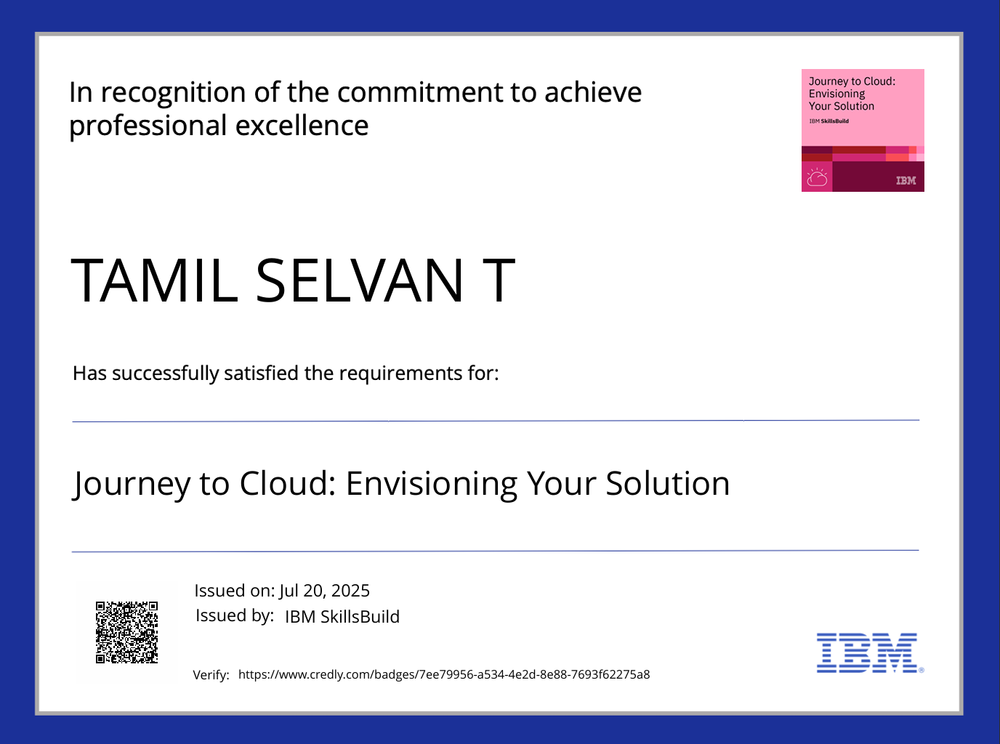 In recognition of the commitment to achieve
professional excellence
Journey to Cloud:
Envisioning
Your Solution
IBM SkillsBuild
IBM
TAMIL SELVAN T
Has successfully satisfied the requirements for:
Journey to Cloud: Envisioning Your Solution
Issued on: Jul 20, 2025
Issued by: IBM SkillsBuild
Verify: https://www.credly.com/badges/7ee79956-a534-4e2d-8e88-7693f62275a8
IBM®